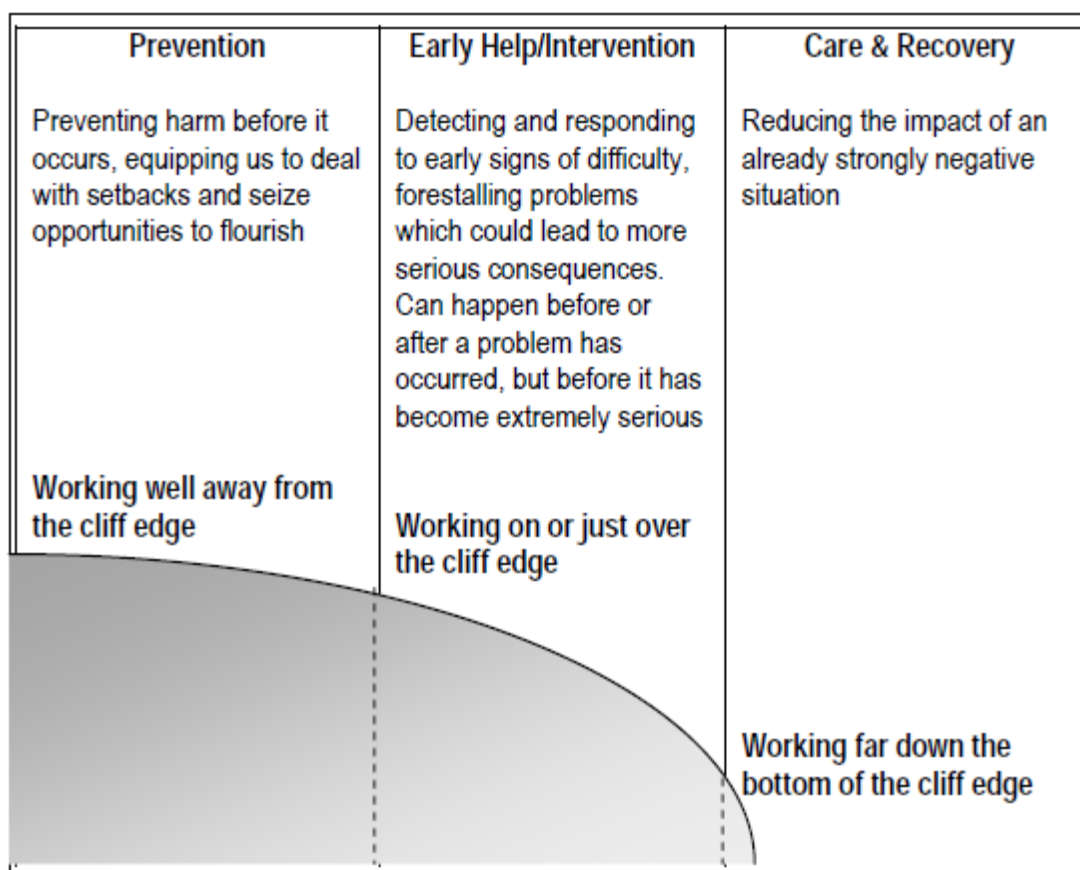 Prevention
Preventing harm before it
occurs, equipping us to deal
with setbacks and seize
opportunities to flourish
Working well away from
the cliff edge
Early Help/Intervention
Detecting and responding
to early signs of difficulty,
forestalling problems
which could lead to more
serious consequences.
Can happen before or
after a problem has
occurred, but before it has
become extremely serious
Working on or just over
the cliff edge
Care & Recovery
Reducing the impact of an
already strongly negative
situation
Working far down the
bottom of the cliff edge